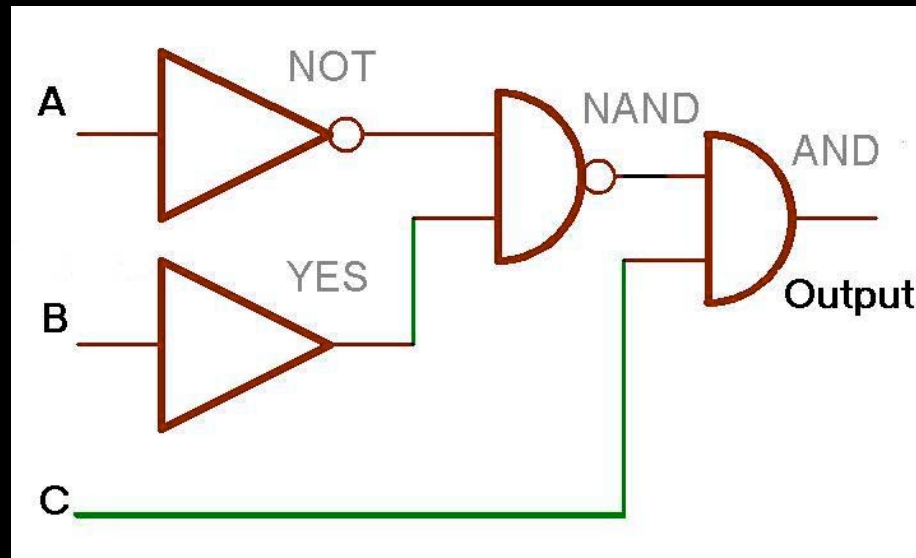 NOT
A
NAND
AND
YES
B
Output
C